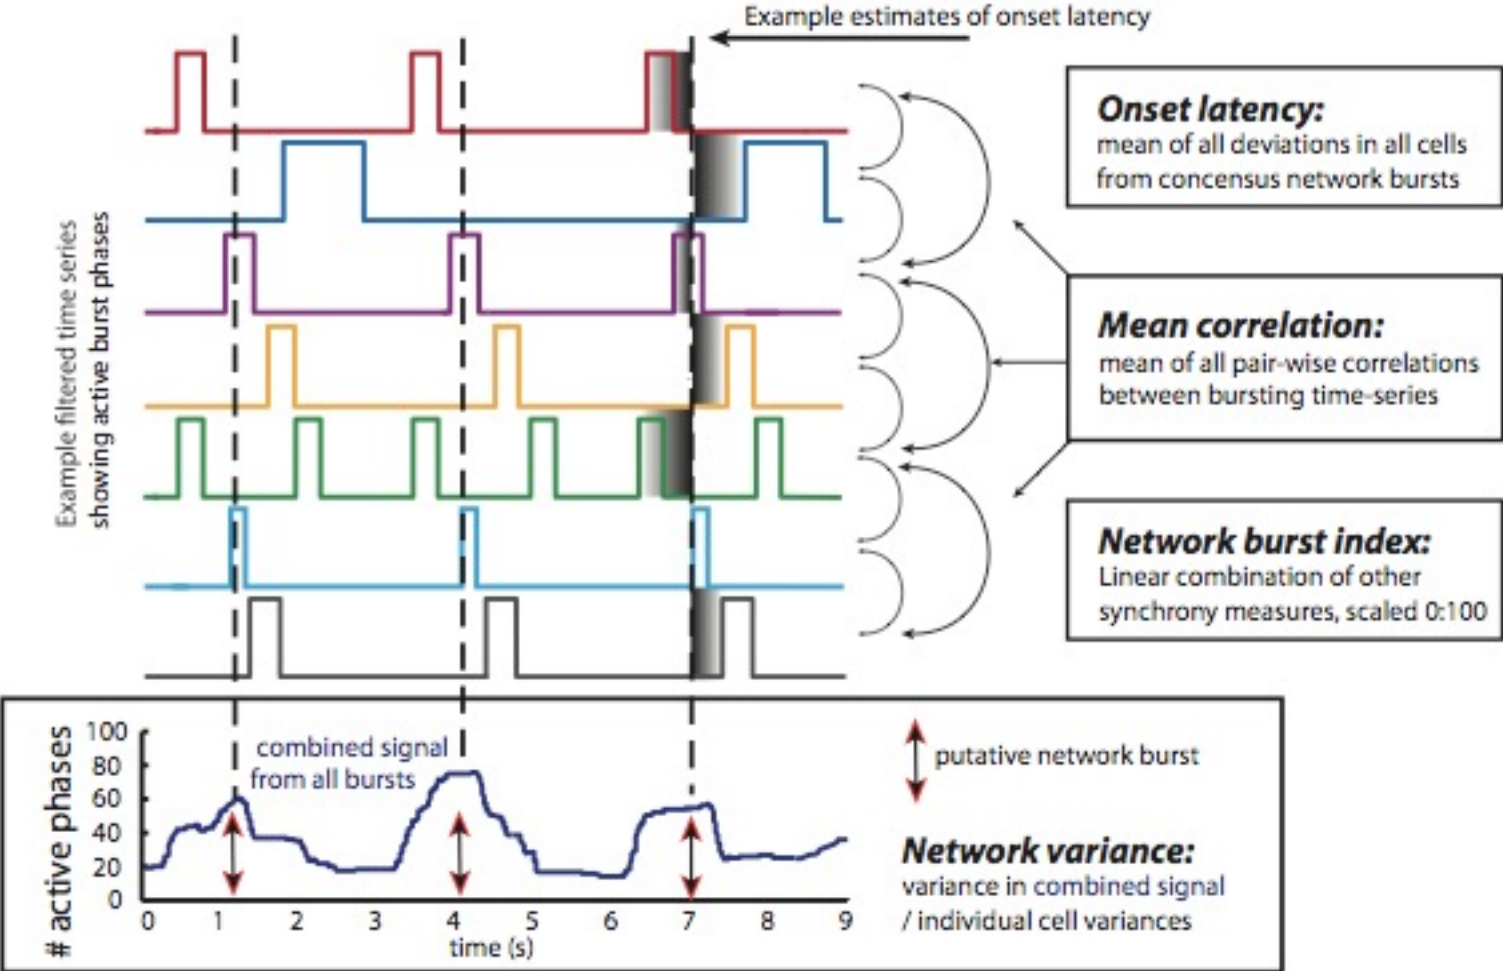 Example estimates of onset latency
Onset latency:
mean of all deviations in all cells
from concensus network bursts
Example filtered time series
showing active burst phases
Mean correlation:
mean of all pair-wise correlations
between bursting time-series
Network burst index:
Linear combination of other
synchrony measures, scaled 0:100
# active phases
100
80
60
40
20
0
combined signal
from all bursts
0 1 2 3 4 5 6 7 8 9
time (s)
putative network burst
Network variance:
variance in combined signal
/ individual cell variances